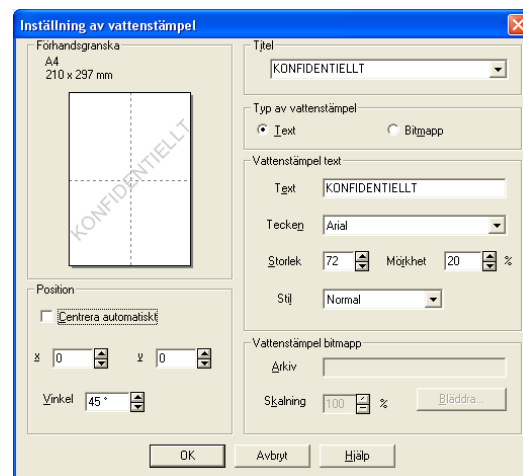 Inställning av vattenstämpel
Förhandsgranska
A4
210 x 297 mm
KONFIDENTIELLT
Position
Centrera automatiskt
x 0 y 0
Vinkel 45 °
Titel
KONFIDENTIELLT
Typ av vattenstämpel
Text Bitmapp
Vattenstämpel text
Text KONFIDENTIELLT
Tecken Arial
Storlek 72 Mörkhet 20 %
Stil Normal
Vattenstämpel bitmapp
Arkiv
Skalning 100 % Bläddra...
OK Avbryt Hjälp